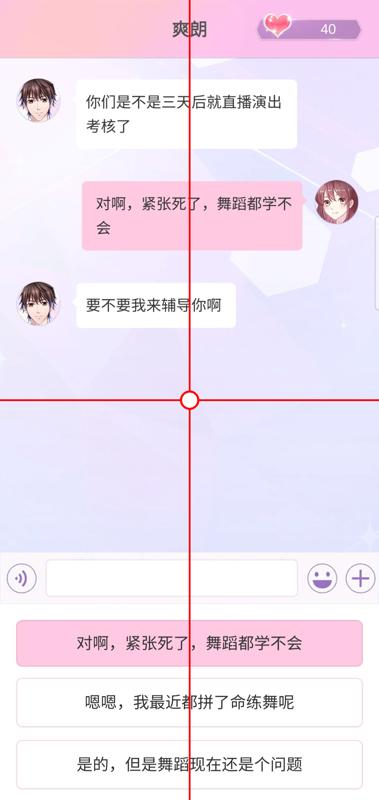 爽朗
40
你们是不是三天后就直播演出
考核了
对啊，紧张死了，舞蹈都学不
会
要不要我来辅导你啊
对啊，紧张死了，舞蹈都学不会
嗯嗯，我最近都拼了命练舞呢
是的，但是舞蹈现在还是个问题